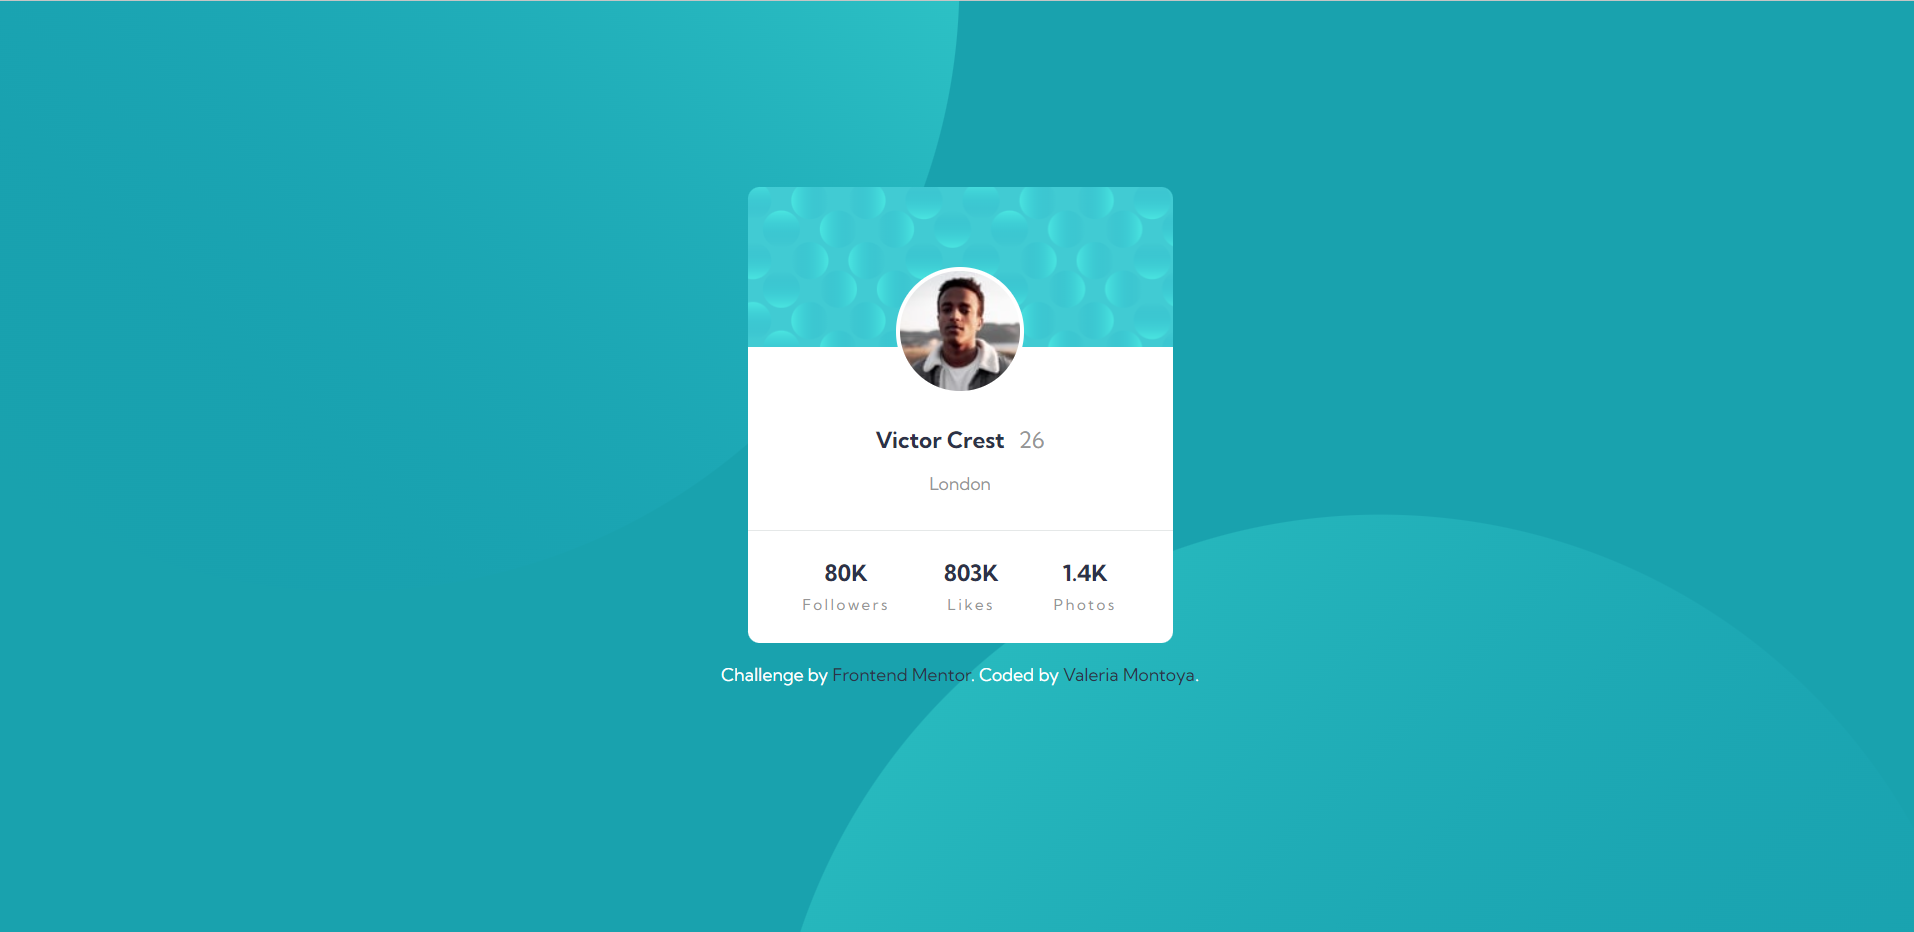 Victor Crest 26
London
80K 803K 1.4K
Followers Likes Photos
Challenge by Frontend Mentor. Coded by Valeria Montoya.